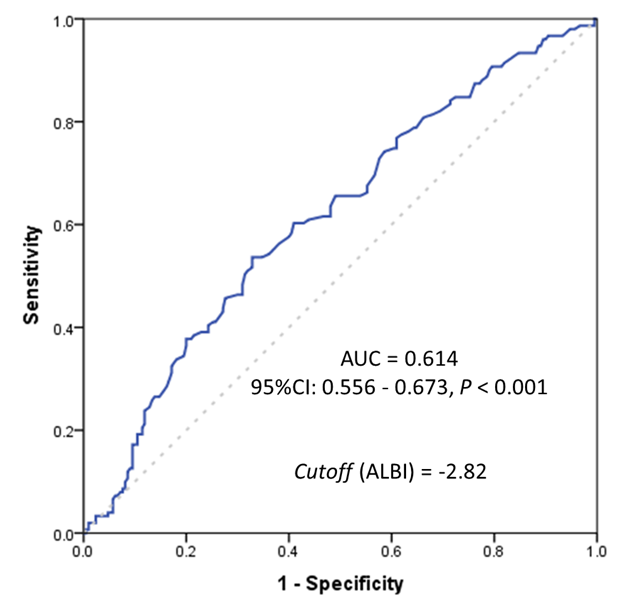 1.0
0.8
0.6
0.4
0.2
0.0
Sensitivity
AUC = 0.614
95%CI: 0.556 - 0.673, P < 0.001
Cutoff (ALBI) = -2.82
0.0 0.2 0.4 0.6 0.8 1.0
1 - Specificity